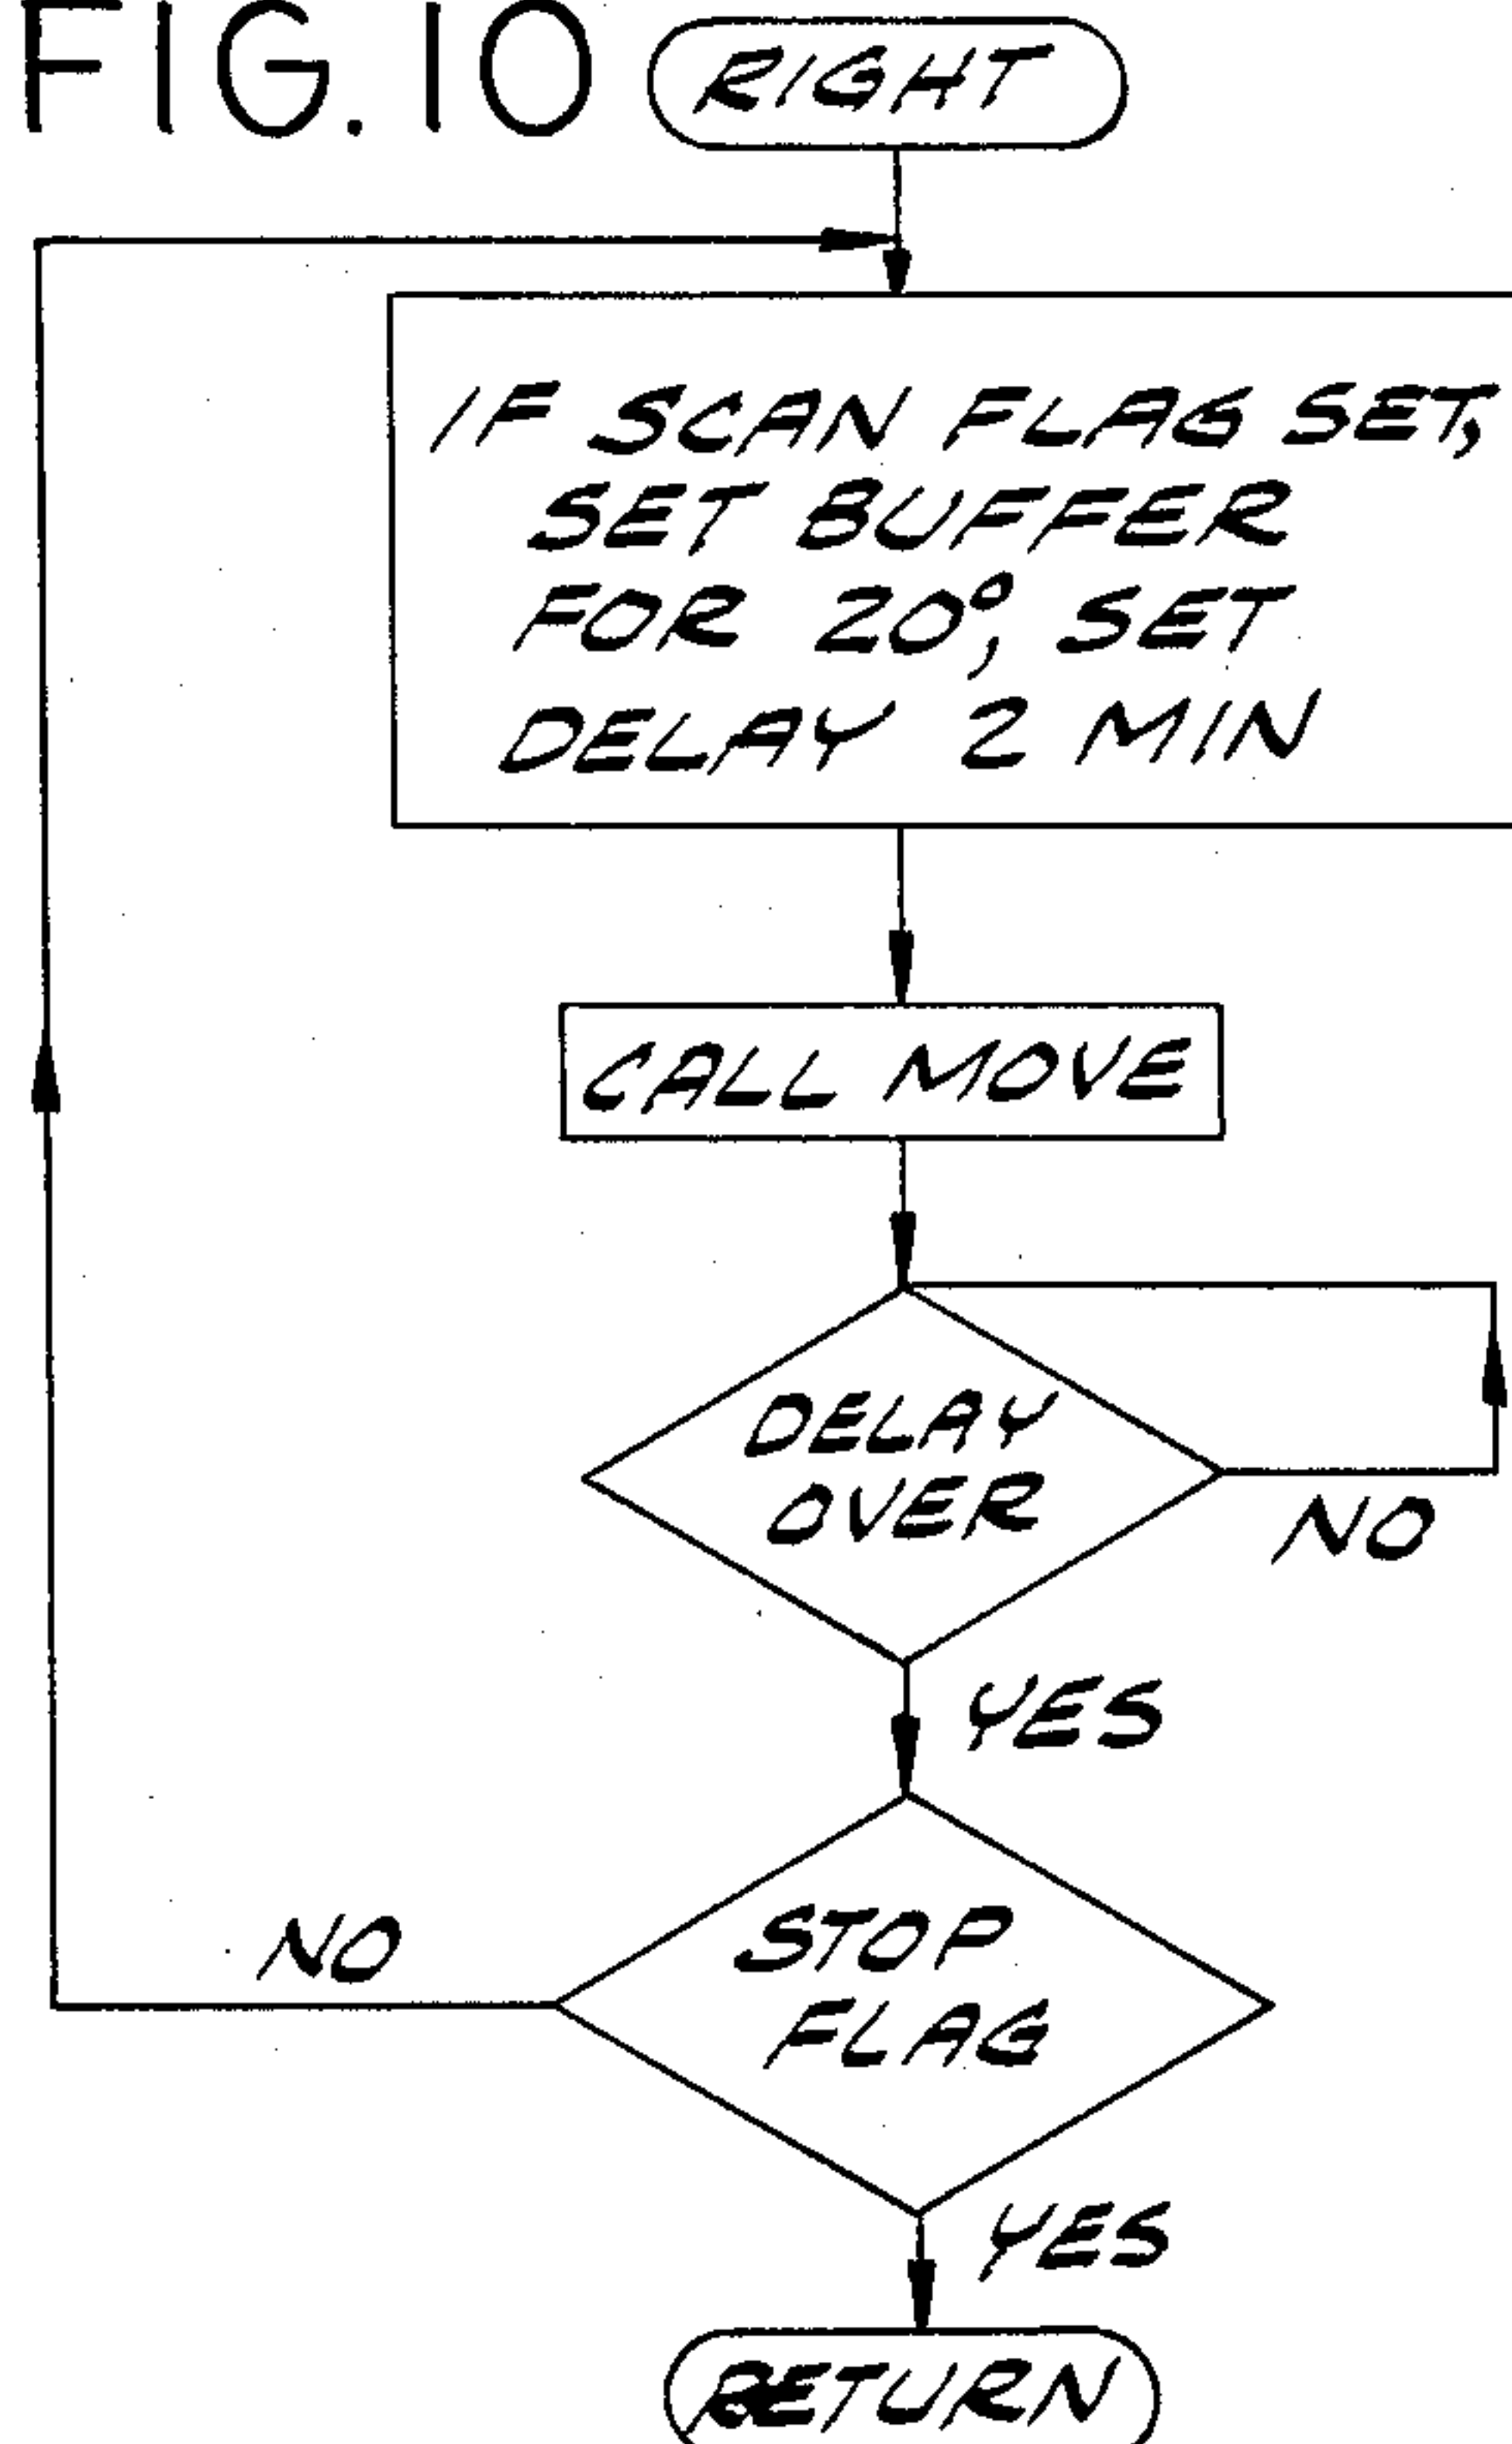 FIG.10
RIGHT
IF SCAN FLAG SET,
SET BUFFER
FOR 20°, SET
DELAY 2 MIN
CALL MOVE
DELAY
OVER
NO
YES
STOP
FLAG
NO
YES
RETURN